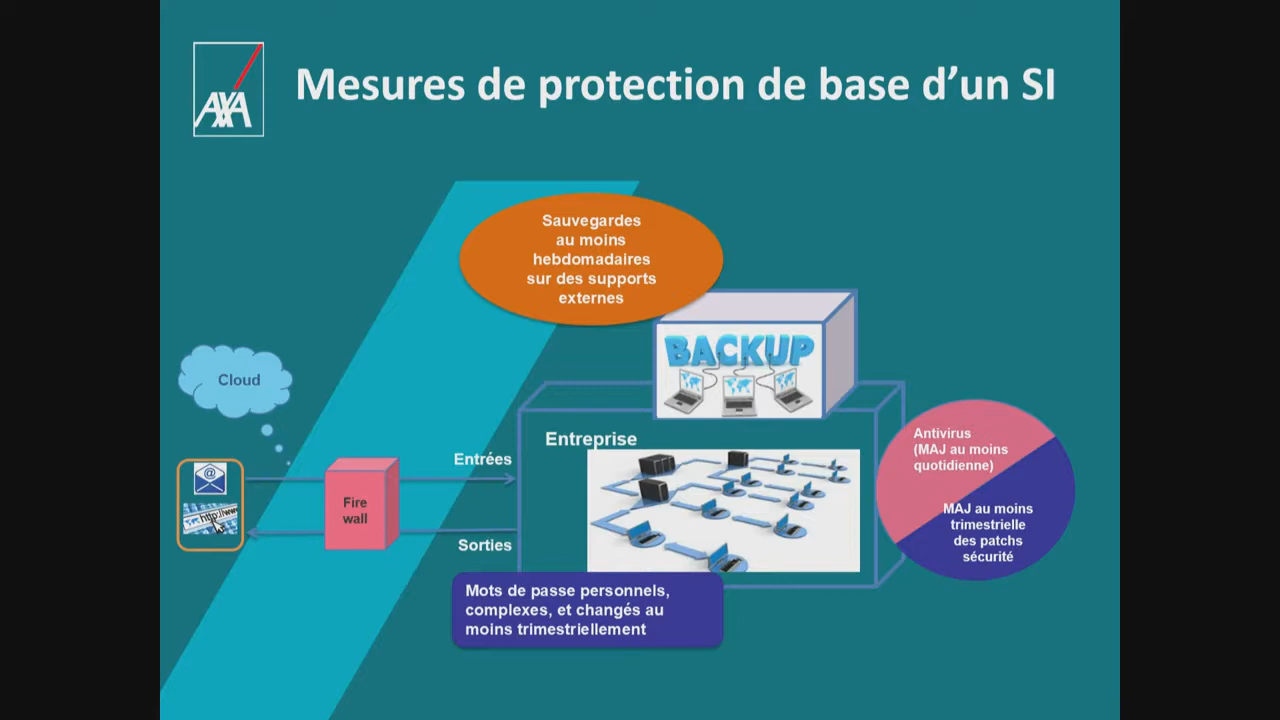 AXA
Mesures de protection de base d’un SI
Sauvegardes
au moins
hebdomadaires
sur des supports
externes
BACKUP
Cloud
@
http://www
Fire
wall
Entrées
Sorties
Entreprise
Antivirus
(MAJ au moins
quotidienne)
MAJ au moins
trimestrielle
des patchs
sécurité
Mots de passe personnels,
complexes, et changés au
moins trimestriellement